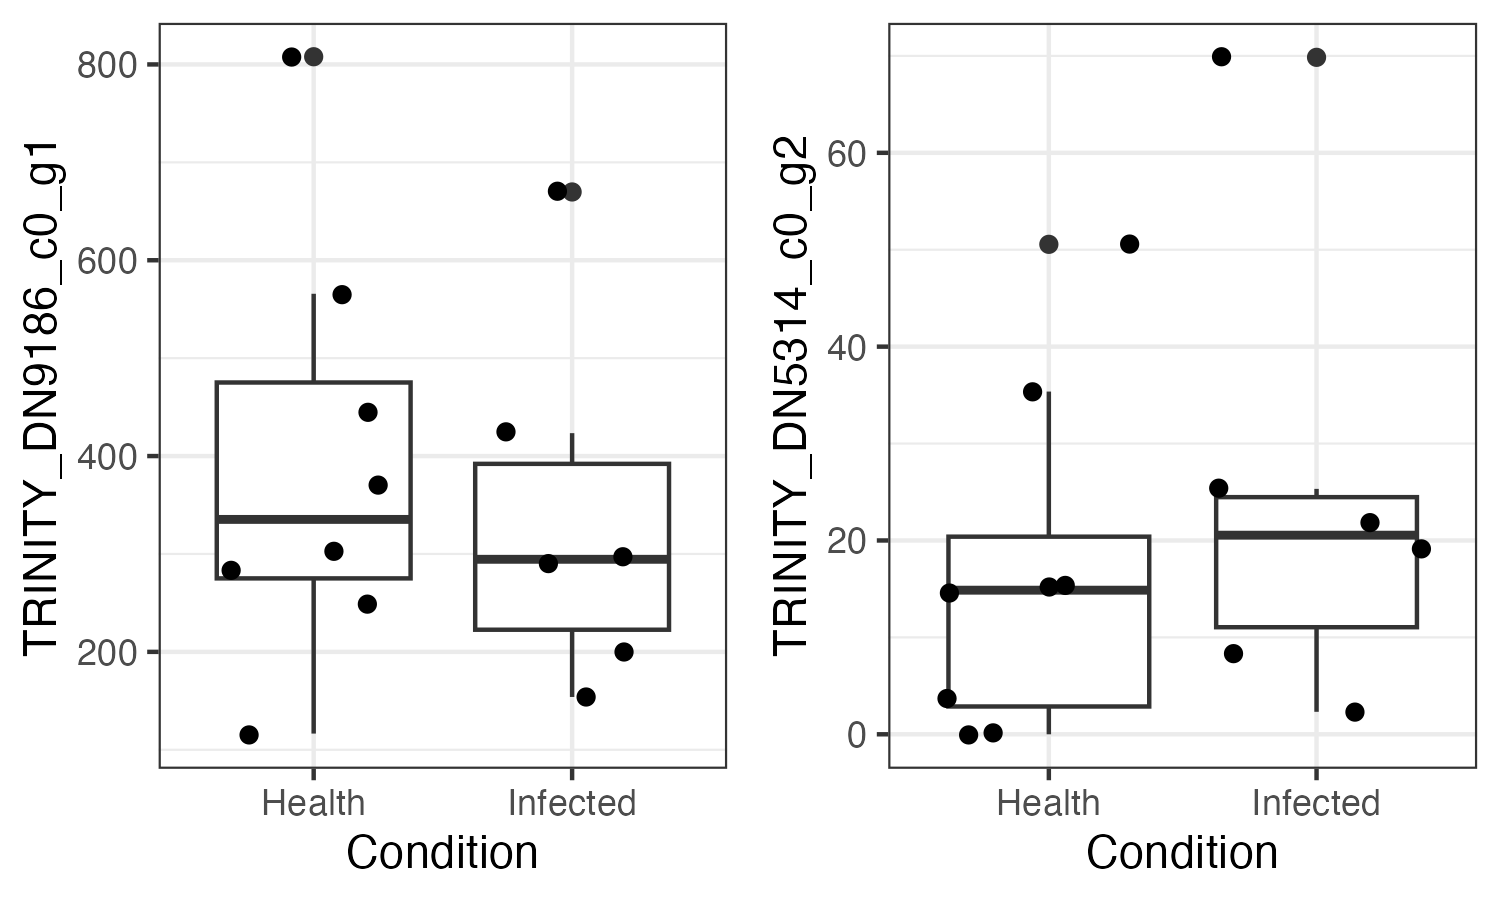 TRINITY_DN9186_c0_g1
800
600
400
200
Health
Infected
Condition
TRINITY_DN5314_c0_g2
60
40
20
0
Health
Infected
Condition